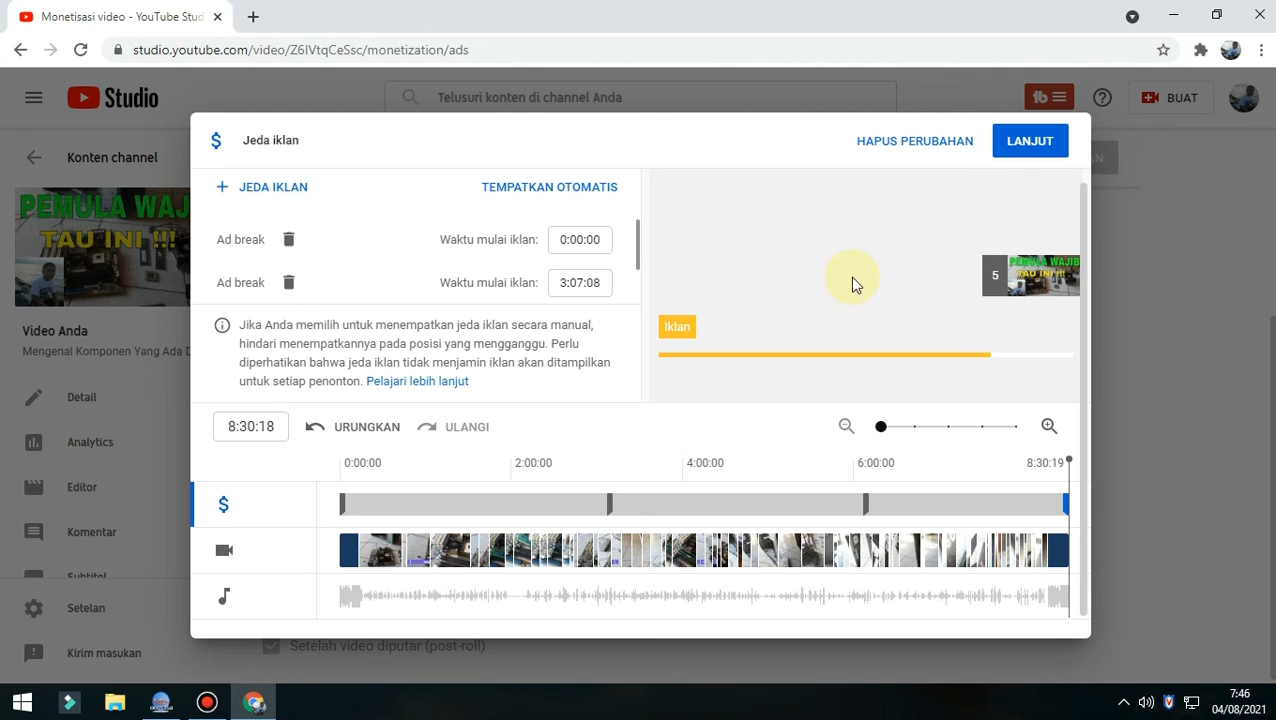 Monetisasi video - YouTube Stud
studio.youtube.com/video/Z6IVtqCeSsc/monetization/ads
Studio
Telusuri konten di channel Anda
BUAT
Konten channel
Jeda iklan
HAPUS PERUBAHAN
LANJUT
JEDA IKLAN
TEMPATKAN OTOMATIS
PEMULA WAJIB
TAU INI !!!
Ad break
Waktu mulai iklan:
0:00:00
Ad break
Waktu mulai iklan:
3:07:08
5
PEMULA WAJIB
TAU INI !!!
Iklan
Jika Anda memilih untuk menempatkan jeda iklan secara manual,
hindari menempatkannya pada posisi yang mengganggu. Perlu
diperhatikan bahwa jeda iklan tidak menjamin iklan akan ditampilkan
untuk setiap penonton. Pelajari lebih lanjut
Video Anda
Mengenal Komponen Yang Ada D
Detail
Analytics
Editor
Komentar
Subtitel
Setelan
Kirim masukan
8:30:18
URUNGKAN
ULANGI
0:00:00
2:00:00
4:00:00
6:00:00
8:30:19
Setelah video diputar (post-roll)
7:46
04/08/2021